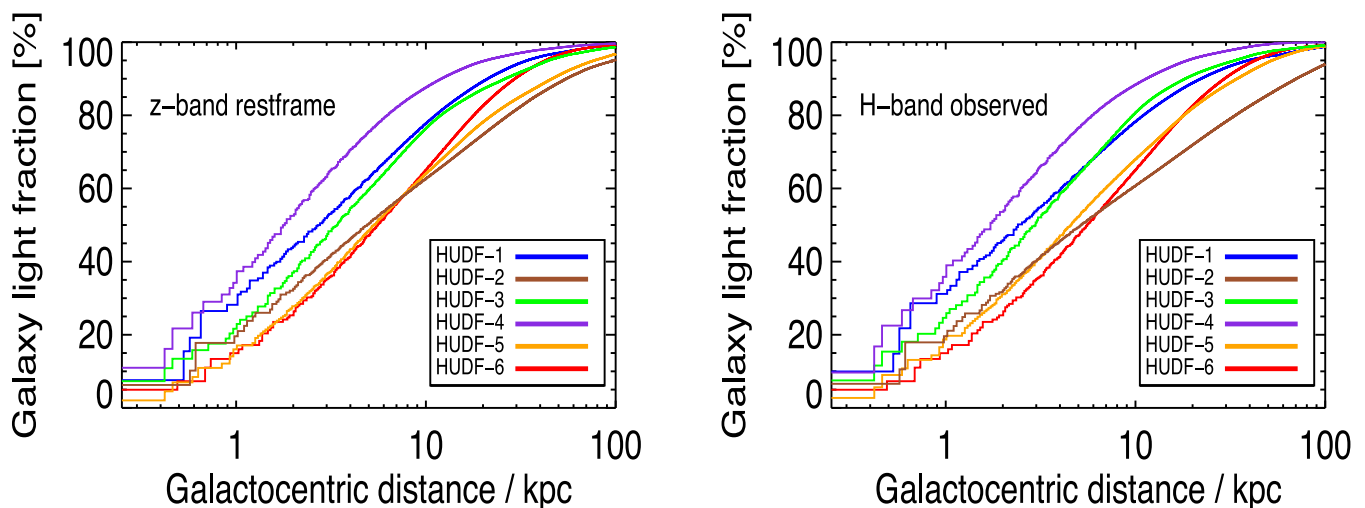 Galaxy light fraction [%]
100
80
60
40
20
0
z−band restframe
HUDF−1
HUDF−2
HUDF−3
HUDF−4
HUDF−5
HUDF−6
1 10 100
Galactocentric distance / kpc
Galaxy light fraction [%]
100
80
60
40
20
0
H−band observed
HUDF−1
HUDF−2
HUDF−3
HUDF−4
HUDF−5
HUDF−6
1 10 100
Galactocentric distance / kpc